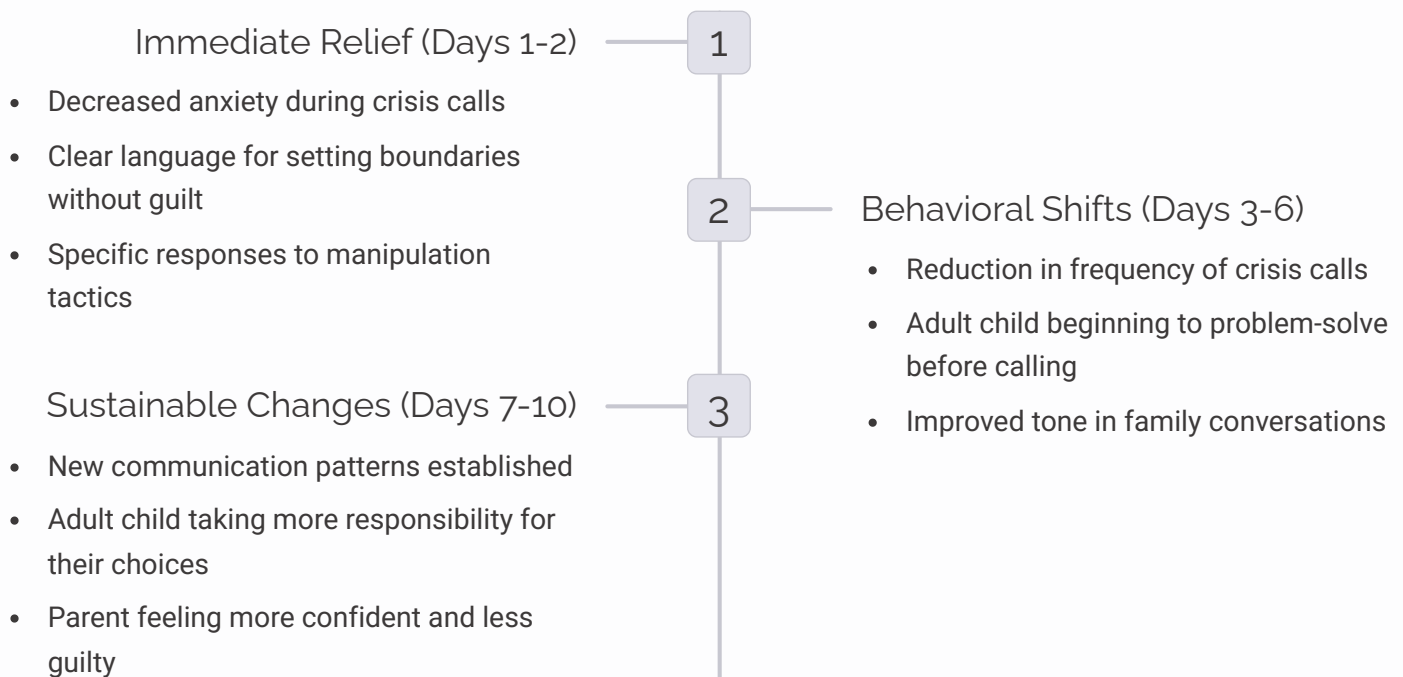 Immediate Relief (Days 1-2)
1
• Decreased anxiety during crisis calls
• Clear language for setting boundaries
without guilt
• Specific responses to manipulation
tactics
2
Behavioral Shifts (Days 3-6)
• Reduction in frequency of crisis calls
• Adult child beginning to problem-solve
before calling
• Improved tone in family conversations
Sustainable Changes (Days 7-10)
3
• New communication patterns established
• Adult child taking more responsibility for
their choices
• Parent feeling more confident and less
guilty